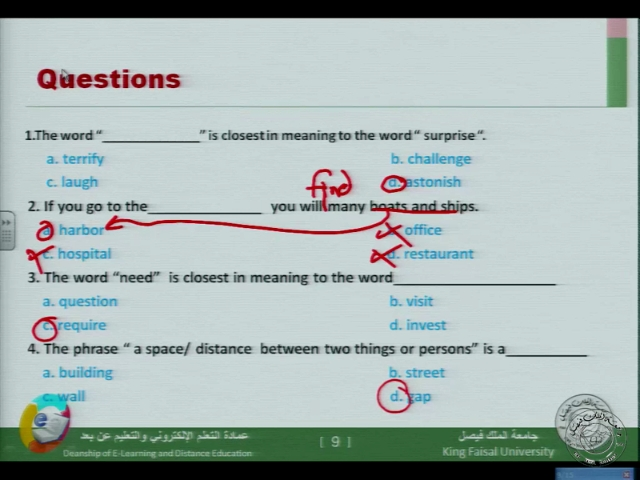 Questions
1.The word “______________” is closest in meaning to the word “ surprise“.
a. terrify
b. challenge
c. laugh
d. astonish
find
2. If you go to the________________ you will many boats and ships.
a. harbor
office
c. hospital
d. restaurant
3. The word “need” is closest in meaning to the word_______________________
a. question
b. visit
c. require
d. invest
4. The phrase “ a space/ distance between two things or persons” is a___________
a. building
b. street
c. wall
d. gap
عمادة التعلم الإلكتروني والتعليم عن بعد
[ 9 ]
جامعة الملك فيصل
Deanship of E-Learning and Distance Education
King Faisal University